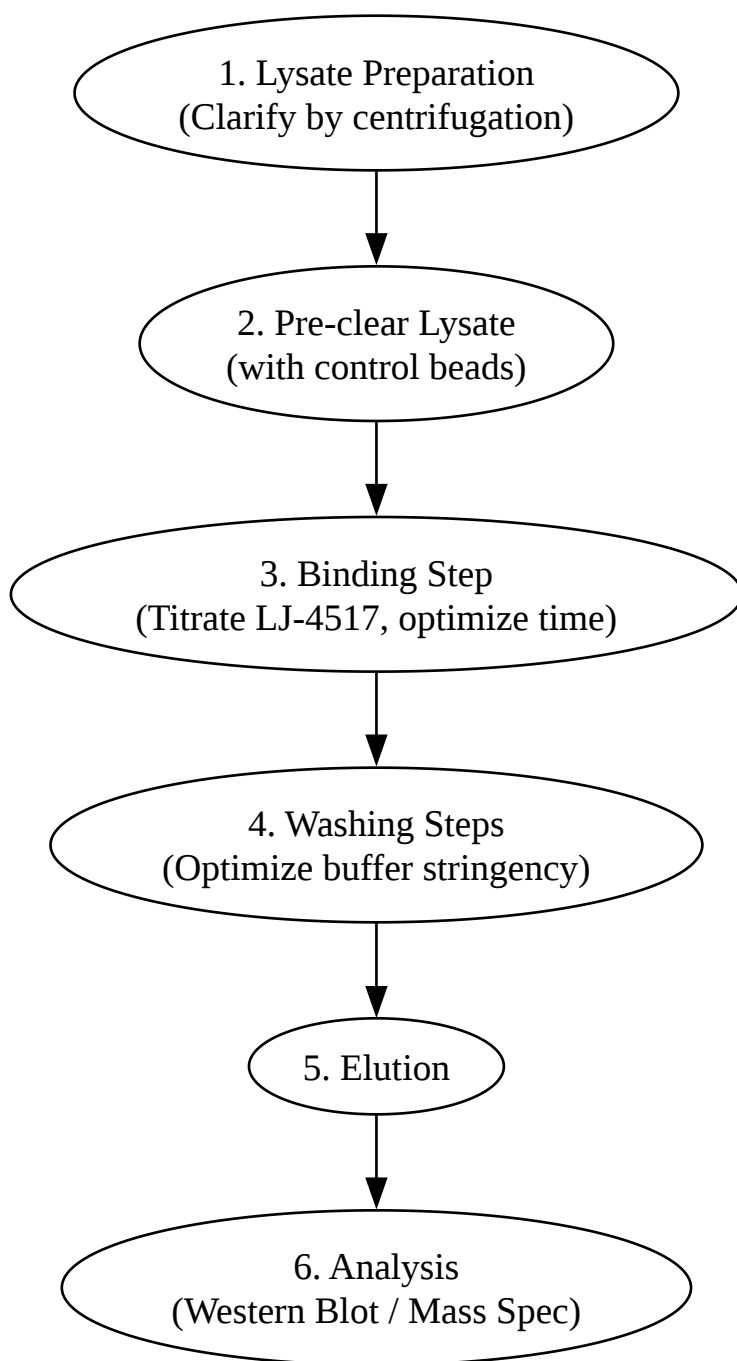 1. Lysate Preparation
(Clarify by centrifugation)
2. Pre-clear Lysate
(with control beads)
3. Binding Step
(Titrate LJ-4517, optimize time)
4. Washing Steps
(Optimize buffer stringency)
5. Elution
6. Analysis
(Western Blot / Mass Spec)